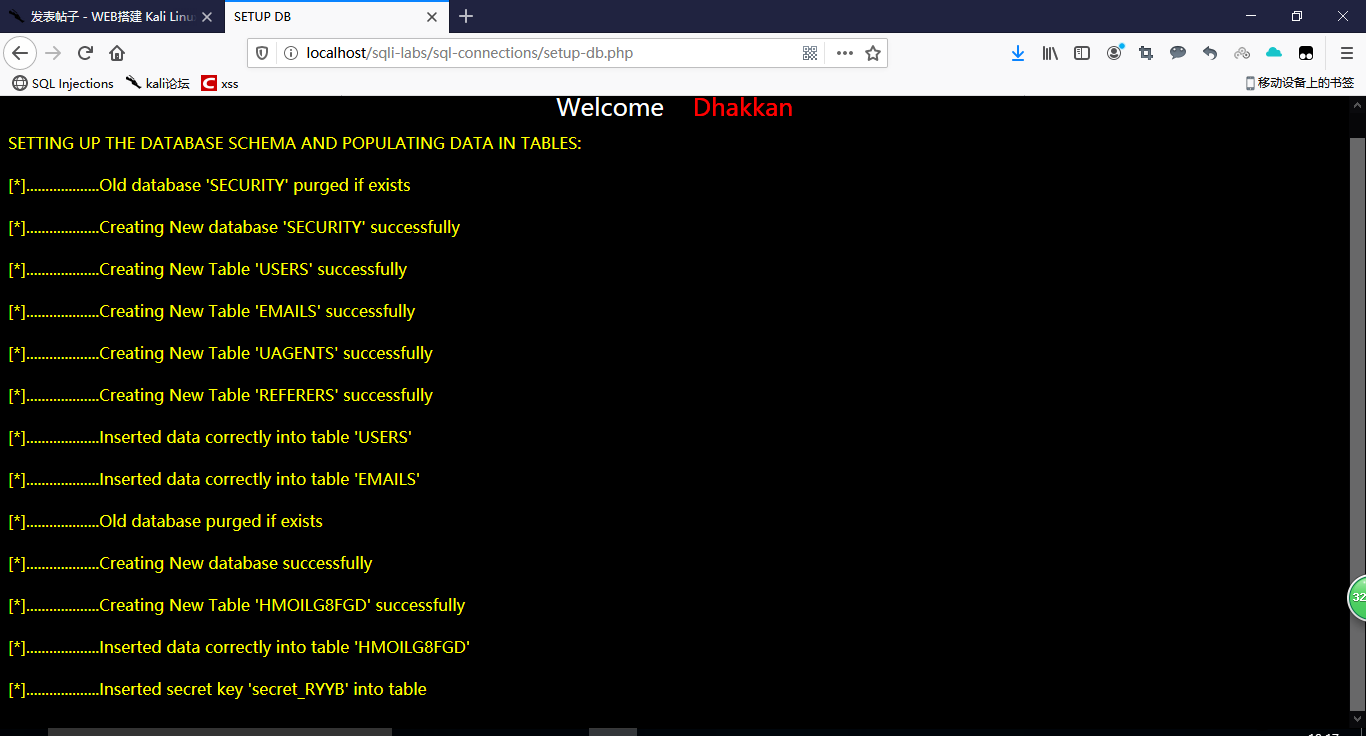 发表帖子 - WEB搭建 Kali Linu
SETUP DB
localhost/sqli-labs/sql-connections/setup-db.php
SQL Injections kali论坛 xss 移动设备上的书签
Welcome Dhakkan
SETTING UP THE DATABASE SCHEMA AND POPULATING DATA IN TABLES:
[*]...................Old database 'SECURITY' purged if exists
[*]...................Creating New database 'SECURITY' successfully
[*]...................Creating New Table 'USERS' successfully
[*]...................Creating New Table 'EMAILS' successfully
[*]...................Creating New Table 'UAGENTS' successfully
[*]...................Creating New Table 'REFERERS' successfully
[*]...................Inserted data correctly into table 'USERS'
[*]...................Inserted data correctly into table 'EMAILS'
[*]...................Old database purged if exists
[*]...................Creating New database successfully
[*]...................Creating New Table 'HMOILG8FGD' successfully
32
[*]...................Inserted data correctly into table 'HMOILG8FGD'
[*]...................Inserted secret key 'secret_RYYB' into table